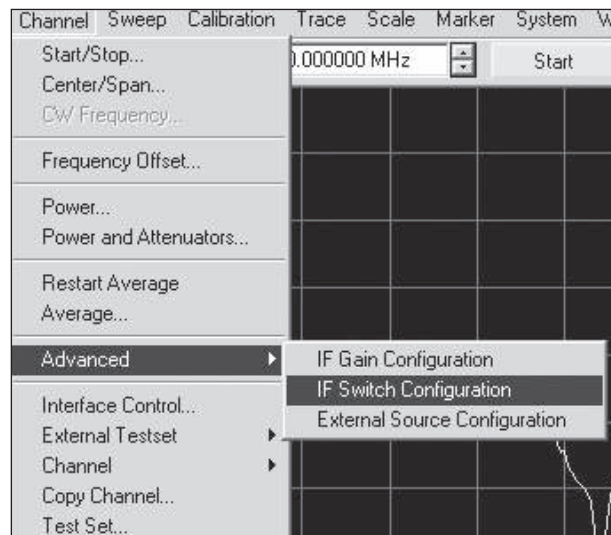 Channel Sweep Calibration Trace Scale Marker System
Start/Stop...
.000000 MHz
Start
Center/Span...
CW Frequency...
Frequency Offset...
Power...
Power and Attenuators...
Restart Average
Average...
Advanced
IF Gain Configuration
IF Switch Configuration
External Source Configuration
Interface Control...
External Testset
Channel
Copy Channel...
Test Set...